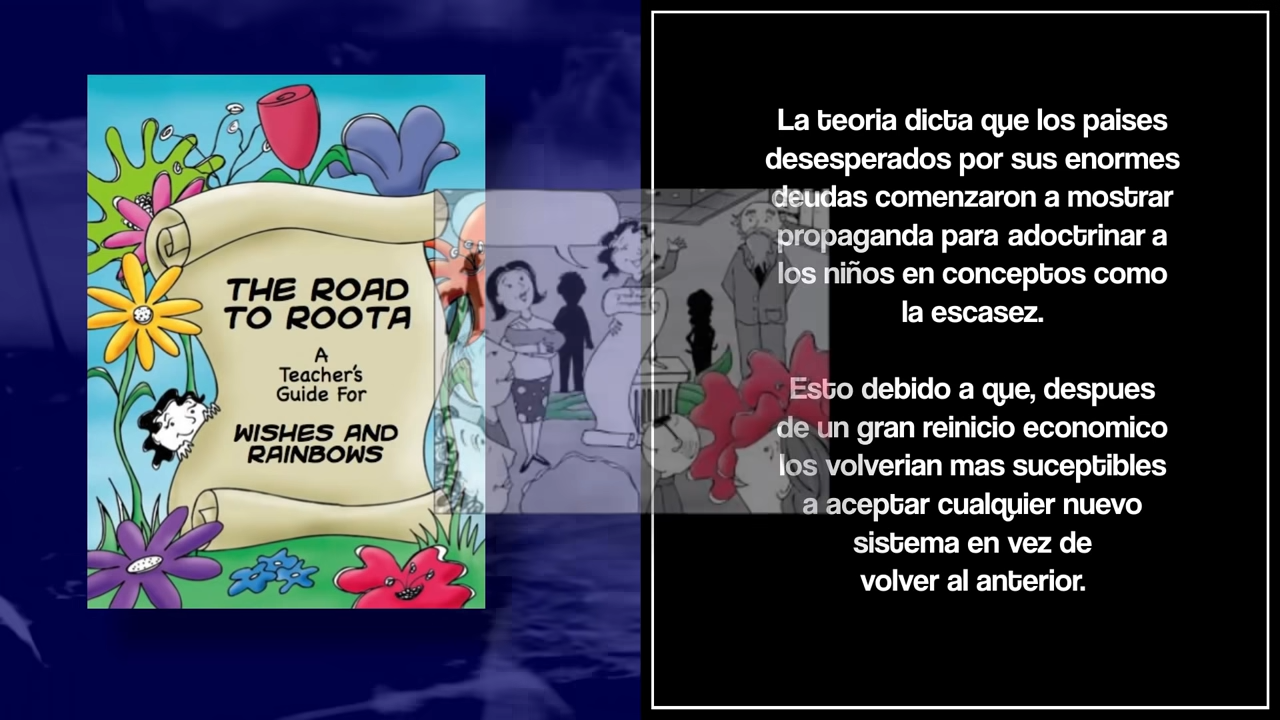 THE ROAD
TO ROOTA
A
Teacher's
Guide For
WISHES AND
RAINBOWS
La teoria dicta que los paises
desesperados por sus enormes
deudas comenzaron a mostrar
propaganda para adoctrinar a
los niños en conceptos como
la escasez.
Esto debido a que, despues
de un gran reinicio economico
los volverian mas suceptibles
a aceptar cualquier nuevo
sistema en vez de
volver al anterior.